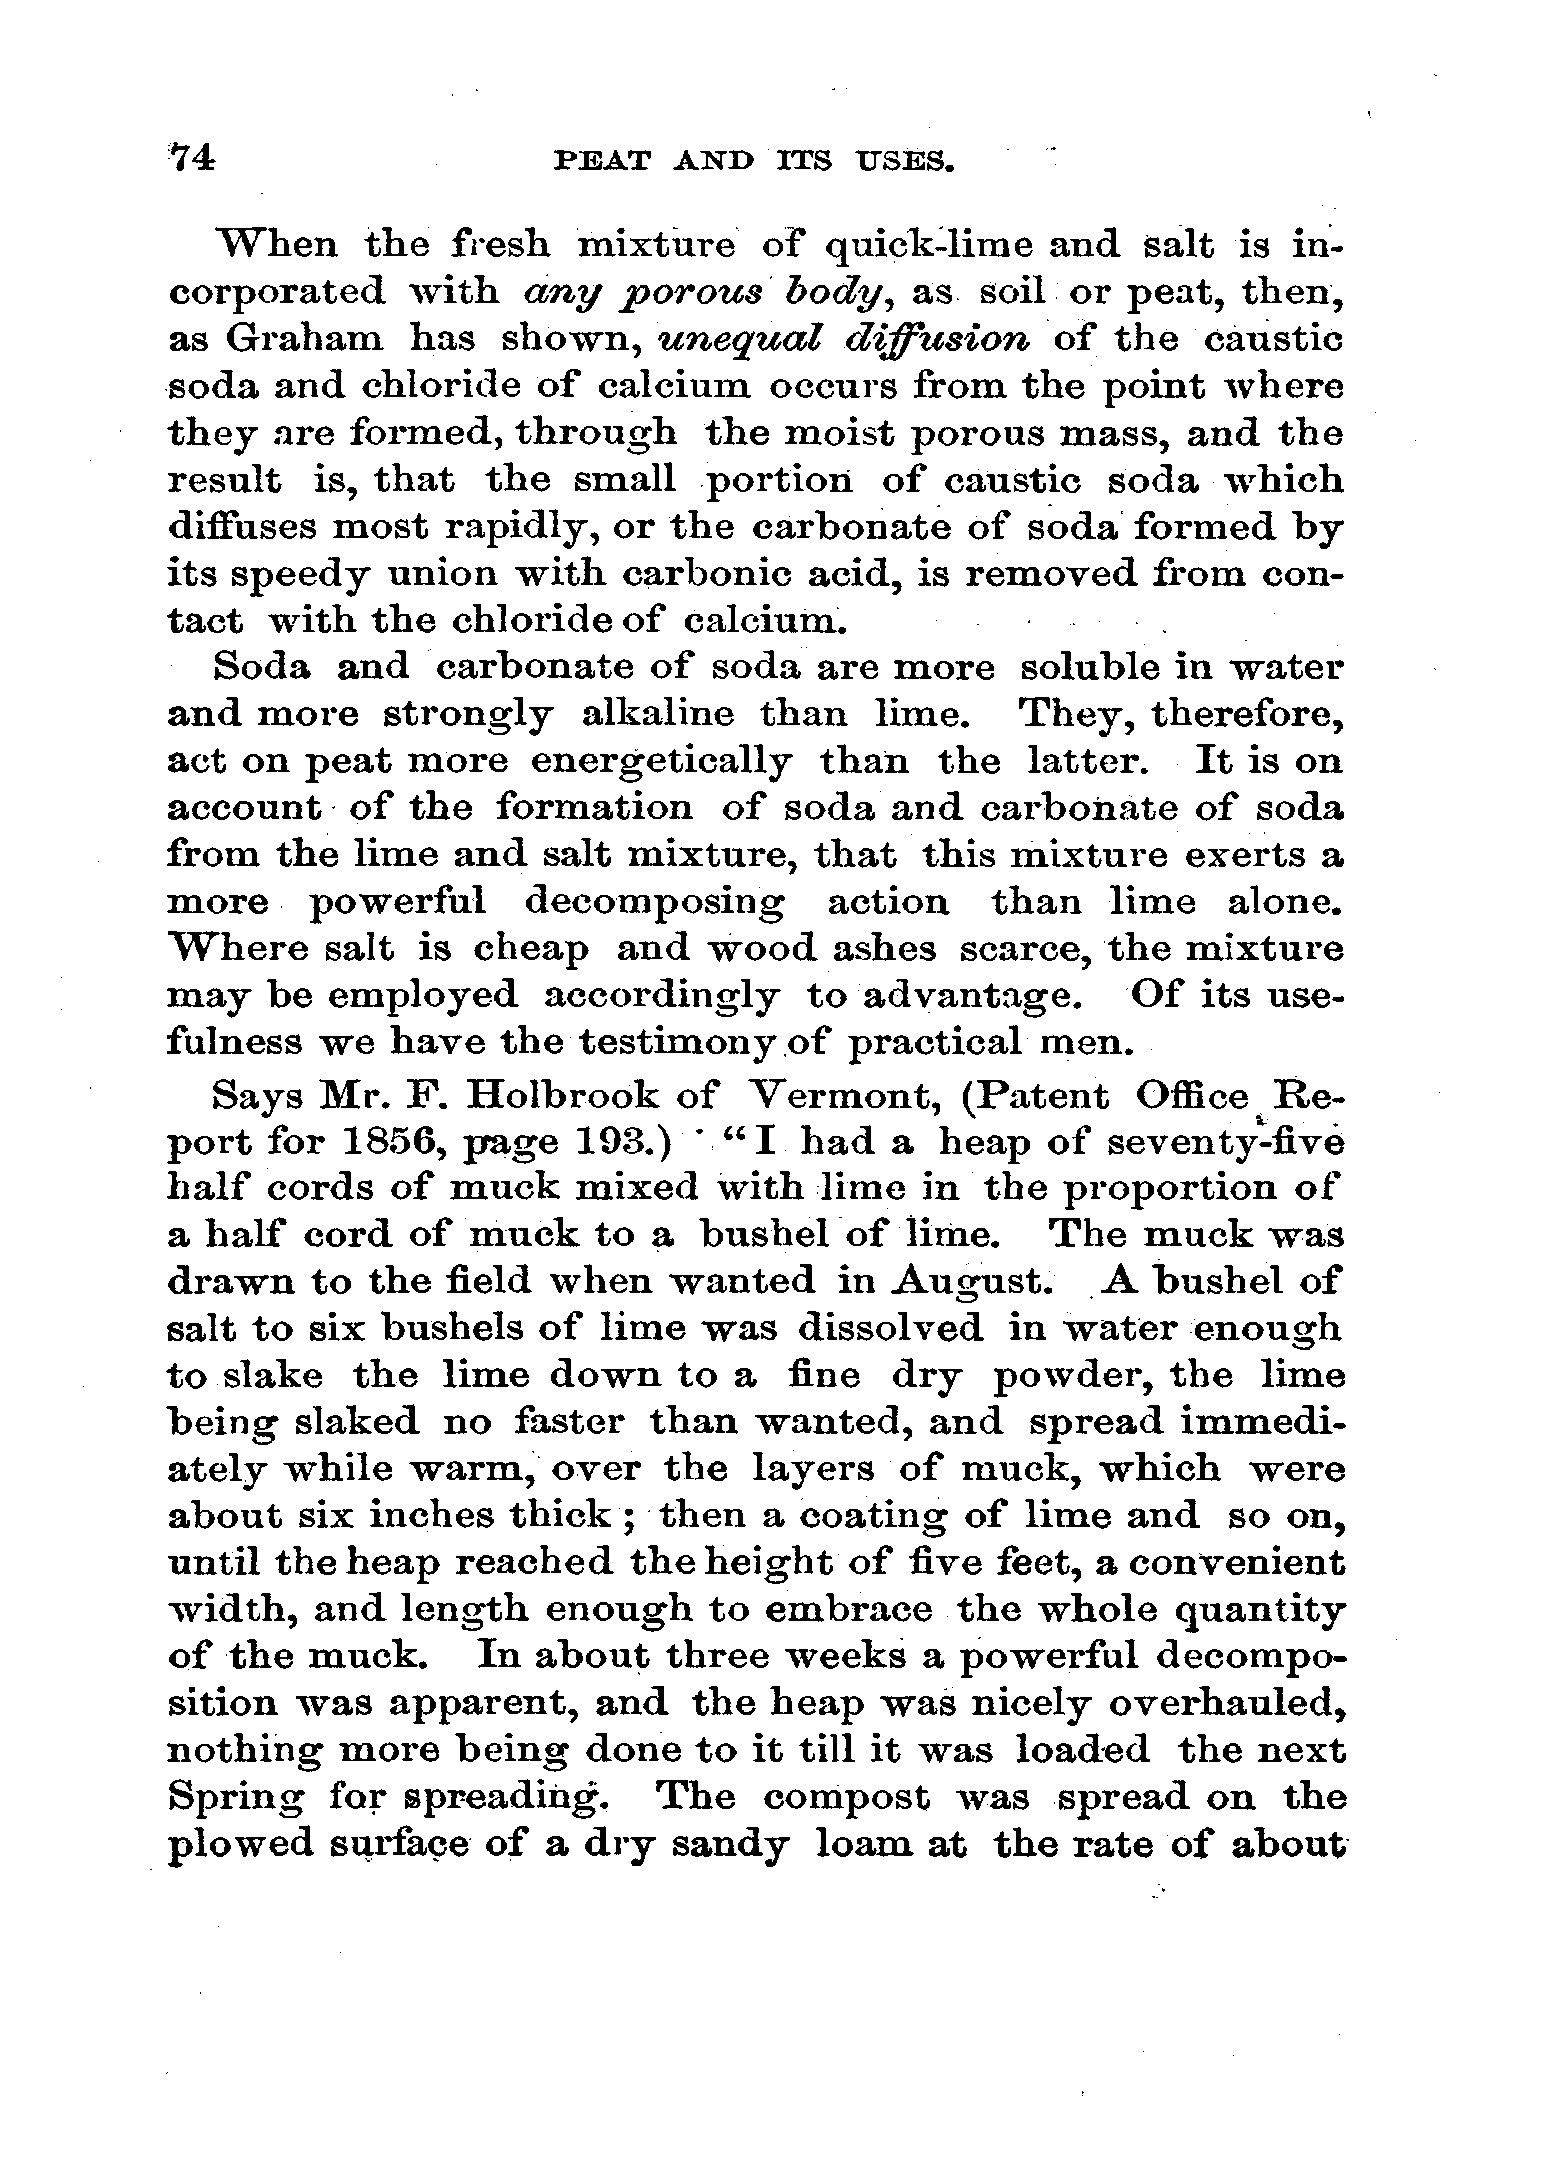 74 PEAT AND ITS USES.
When the fresh mixture of quick-lime and salt is in-
corporated with any porous body, as soil or peat, then,
as Graham has shown, unequal diffusion of the caustic
soda and chloride of calcium occurs from the point where
they are formed, through the moist porous mass, and the
result is, that the small portion of caustic soda which
diffuses most rapidly, or the carbonate of soda formed by
its speedy union with carbonic acid, is removed from con-
tact with the chloride of calcium.
Soda and carbonate of soda are more soluble in water
and more strongly alkaline than lime. They, therefore,
act on peat more energetically than the latter. It is on
account of the formation of soda and carbonate of soda
from the lime and salt mixture, that this mixture exerts a
more powerful decomposing action than lime alone.
Where salt is cheap and wood ashes scarce, the mixture
may be employed accordingly to advantage. Of its use-
fulness we have the testimony of practical men.
Says Mr. F. Holbrook of Vermont, (Patent Office Re-
port for 1856, page 193.) "I had a heap of seventy-five
half cords of muck mixed with lime in the proportion of
a half cord of muck to a bushel of lime. The muck was
drawn to the field when wanted in August. A bushel of
salt to six bushels of lime was dissolved in water enough
to slake the lime down to a fine dry powder, the lime
being slaked no faster than wanted, and spread immedi-
ately while warm, over the layers of muck, which were
about six inches thick; then a coating of lime and so on,
until the heap reached the height of five feet, a convenient
width, and length enough to embrace the whole quantity
of the muck. In about three weeks a powerful decompo-
sition was apparent, and the heap was nicely overhauled,
nothing more being done to it till it was loaded the next
Spring for spreading. The compost was spread on the
plowed surface of a dry sandy loam at the rate of about